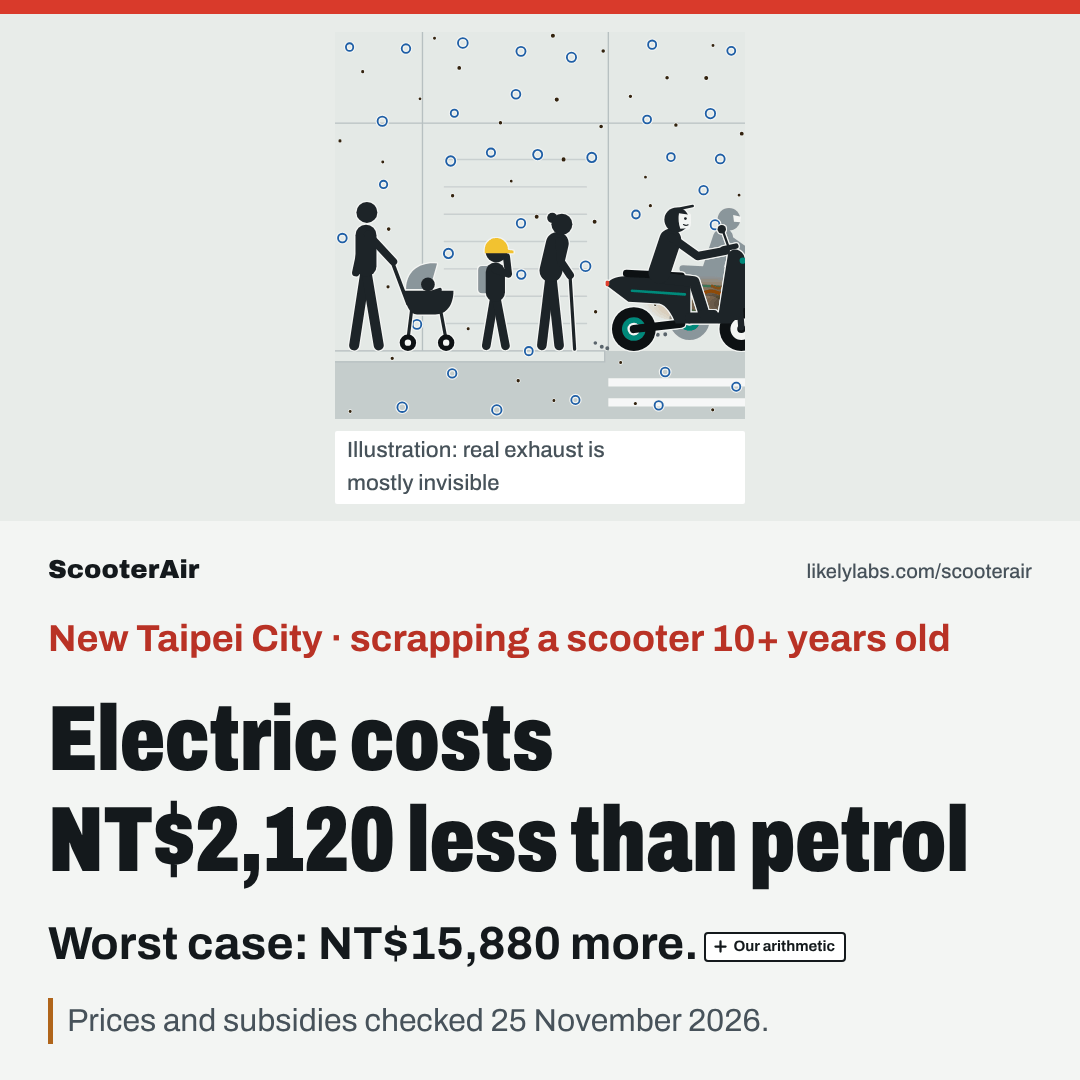 Illustration: real exhaust is
mostly invisible
ScooterAir
likelylabs.com/scooterair
New Taipei City · scrapping a scooter 10+ years old
Electric costs
NT$2,120 less than petrol
Worst case: NT$15,880 more.
+ Our arithmetic
Prices and subsidies checked 25 November 2026.